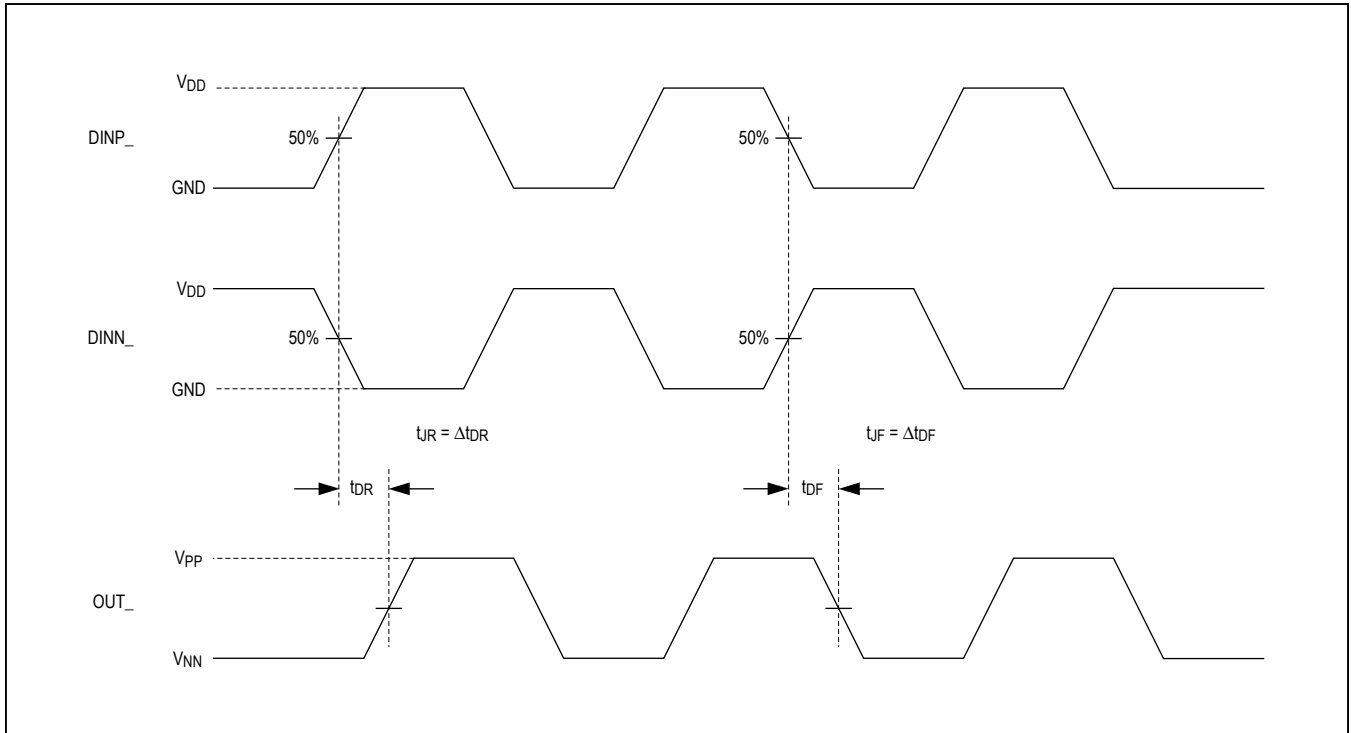 VDD
DINP_
50%
50%
GND
VDD
DINN_
50%
50%
GND
tJR = ΔtDR
tJF = ΔtDF
tDR
tDF
VPP
OUT_
VNN